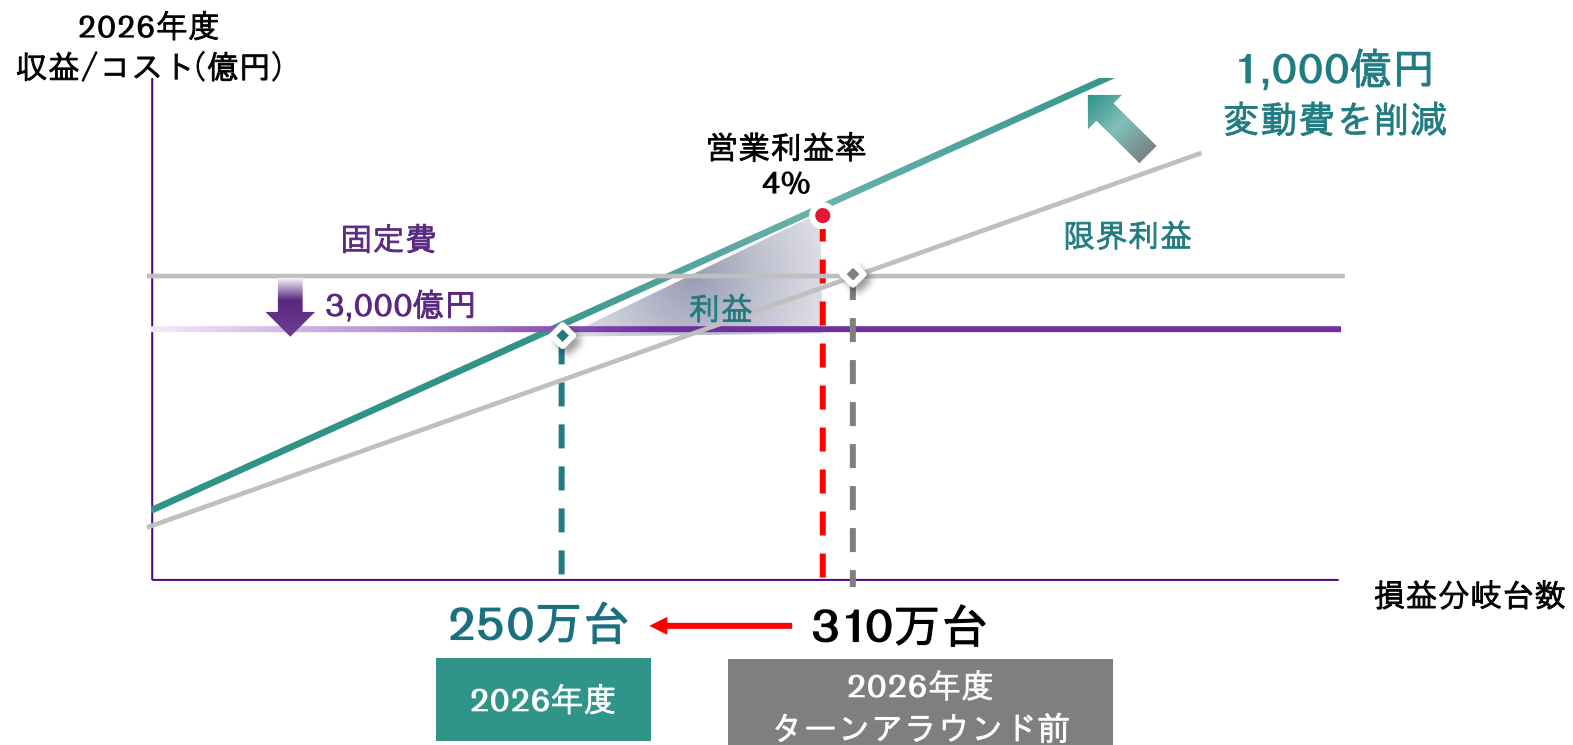 2026年度
収益/コスト(億円)
1,000億円
変動費を削減
営業利益率
4%
固定費
限界利益
3,000億円
利益
損益分岐台数
250万台
310万台
2026年度
2026年度
ターンアラウンド前